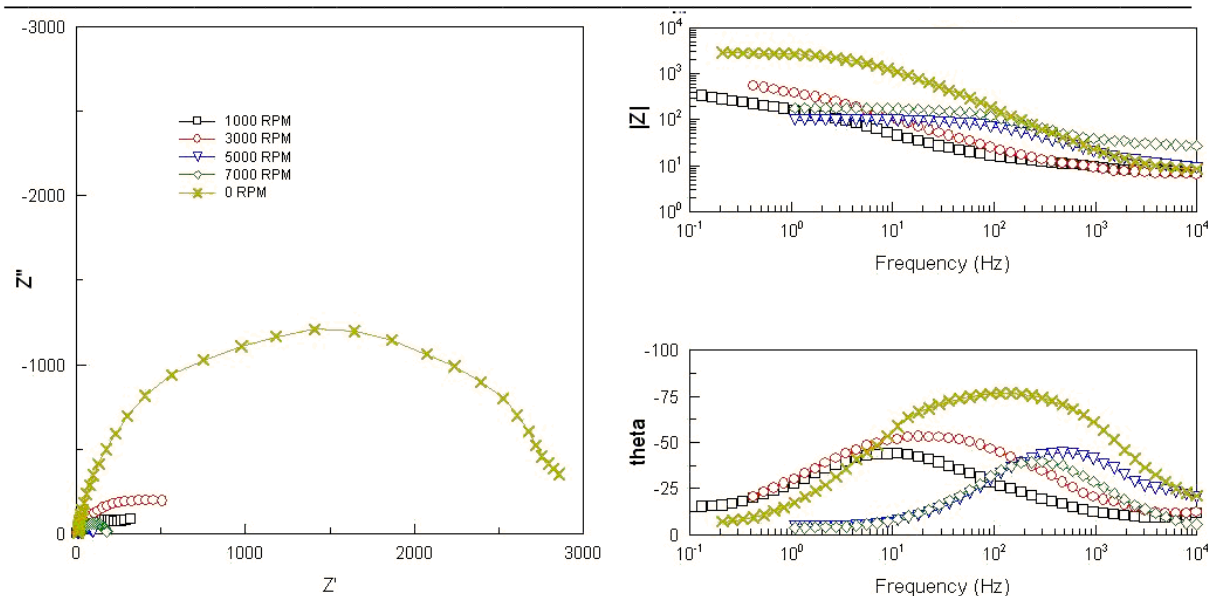 -3000
-2000
-1000
0
Z"
0
1000
2000
3000
Z'
1000 RPM
3000 RPM
5000 RPM
7000 RPM
0 RPM
10^4
10^3
10^2
10^1
10^0
|Z|
10^-1
10^0
10^1
10^2
10^3
10^4
Frequency (Hz)
-100
-75
-50
-25
0
theta
10^-1
10^0
10^1
10^2
10^3
10^4
Frequency (Hz)